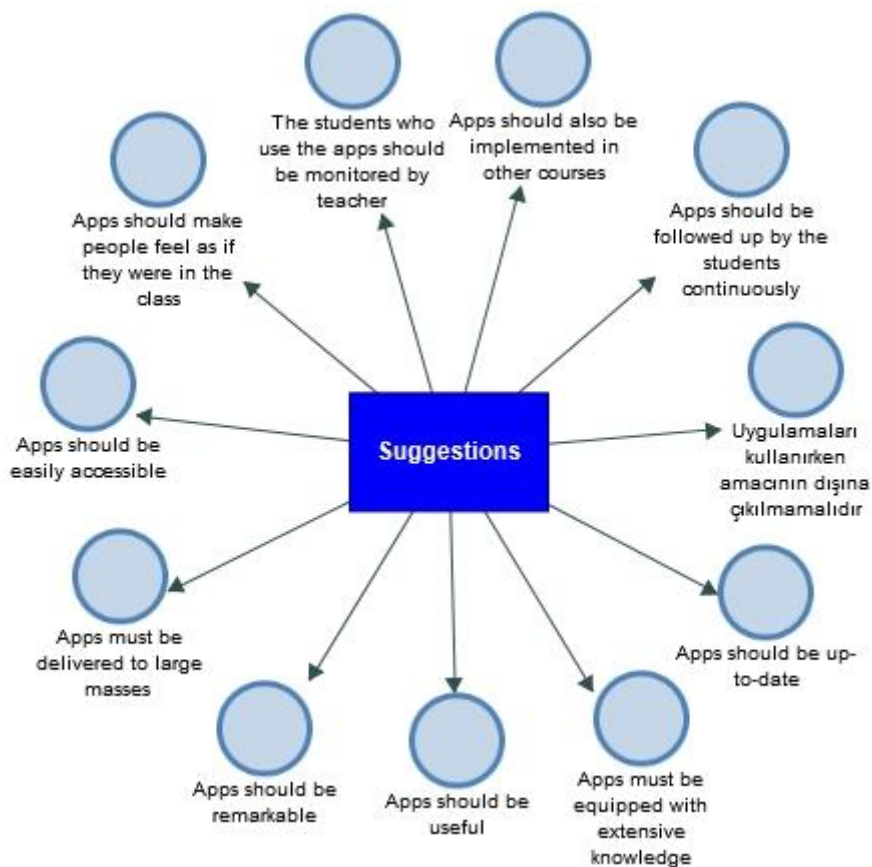 The students who
use the apps should
be monitored by
teacher
Apps should also be
implemented in
other courses
Apps should make
people feel as if
they were in the
class
Apps should be
followed up by the
students
continuously
Apps should be
easily accessible
Suggestions
Uygulamaları
kullanırken
amacının dışına
çıkılmamalıdır
Apps must be
delivered to large
masses
Apps should be up-
to-date
Apps should be
remarkable
Apps should be
useful
Apps must be
equipped with
extensive
knowledge